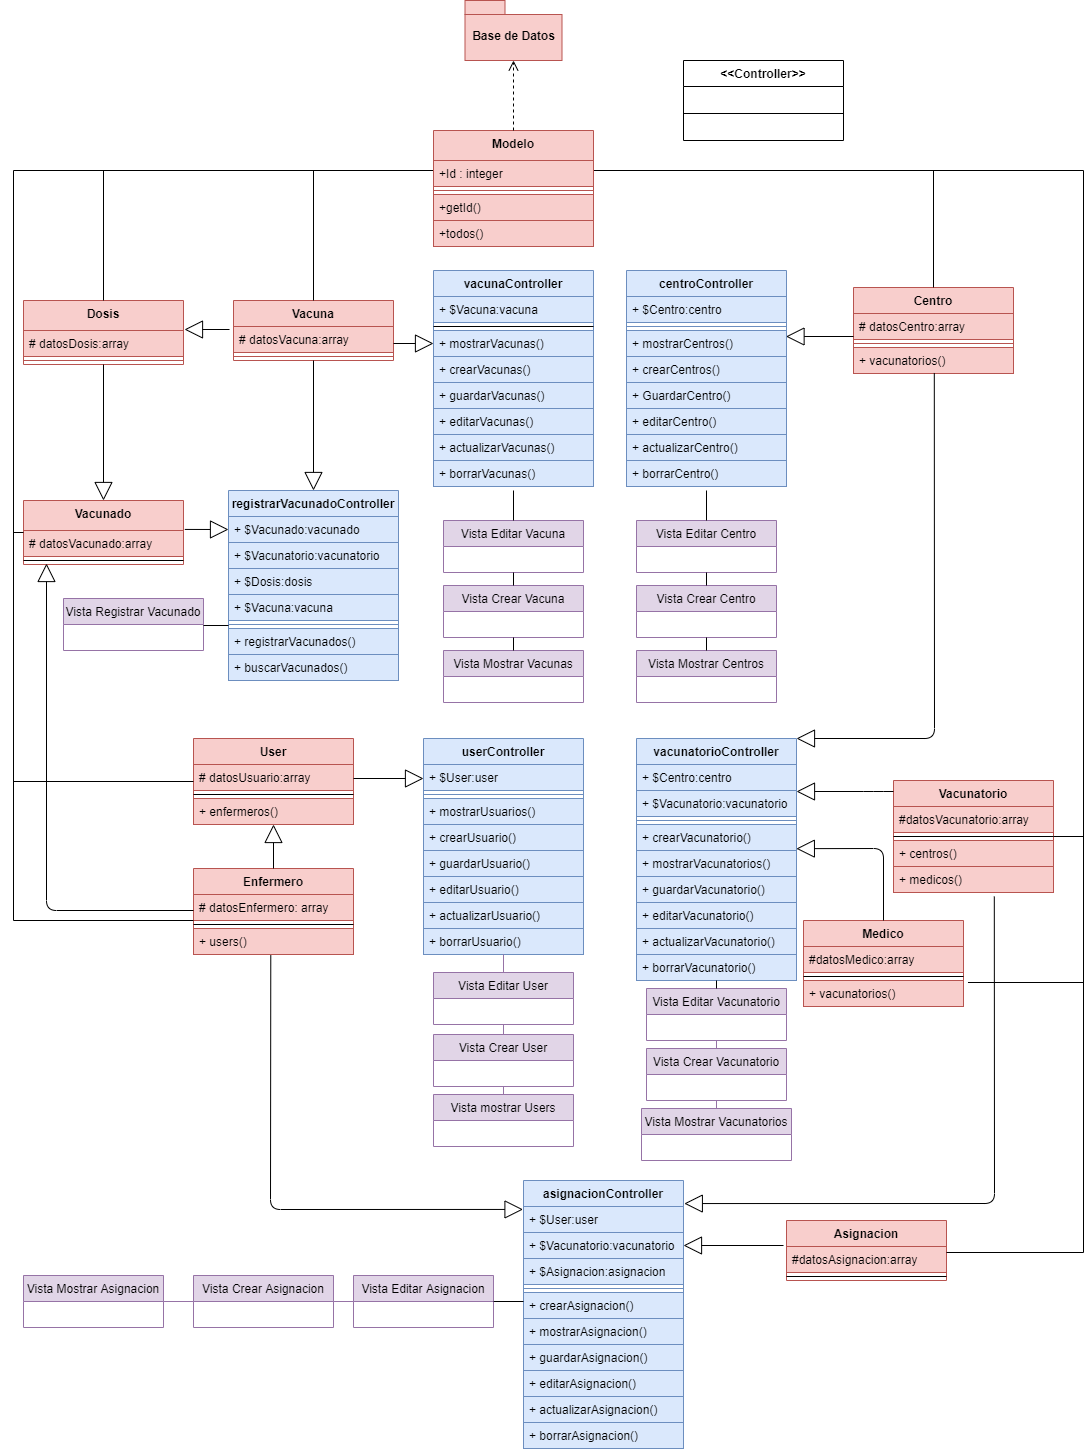 Base de Datos
<<Controller>>
Modelo
+Id : integer
+getId()
+todos()
Dosis
# datosDosis:array
Vacuna
# datosVacuna:array
vacunaController
+ $Vacuna:vacuna
+ mostrarVacunas()
+ crearVacunas()
+ guardarVacunas()
+ editarVacunas()
+ actualizarVacunas()
+ borrarVacunas()
centroController
+ $Centro:centro
+ mostrarCentros()
+ crearCentros()
+ GuardarCentro()
+ editarCentro()
+ actualizarCentro()
+ borrarCentro()
Centro
# datosCentro:array
+ vacunatorios()
Vacunado
# datosVacunado:array
registrarVacunadoController
+ $Vacunado:vacunado
+ $Vacunatorio:vacunatorio
+ $Dosis:dosis
+ $Vacuna:vacuna
+ registrarVacunados()
+ buscarVacunados()
Vista Registrar Vacunado
Vista Editar Vacuna
Vista Crear Vacuna
Vista Mostrar Vacunas
Vista Editar Centro
Vista Crear Centro
Vista Mostrar Centros
User
# datosUsuario:array
+ enfermeros()
Enfermero
# datosEnfermero: array
+ users()
userController
+ $User:user
+ mostrarUsuarios()
+ crearUsuario()
+ guardarUsuario()
+ editarUsuario()
+ actualizarUsuario()
+ borrarUsuario()
Vista Editar User
Vista Crear User
Vista mostrar Users
vacunatorioController
+ $Centro:centro
+ $Vacunatorio:vacunatorio
+ crearVacunatorio()
+ mostrarVacunatorios()
+ guardarVacunatorio()
+ editarVacunatorio()
+ actualizarVacunatorio()
+ borrarVacunatorio()
Vista Editar Vacunatorio
Vista Crear Vacunatorio
Vista Mostrar Vacunatorios
Vacunatorio
#datosVacunatorio:array
+ centros()
+ medicos()
Medico
#datosMedico:array
+ vacunatorios()
asignacionController
+ $User:user
+ $Vacunatorio:vacunatorio
+ $Asignacion:asignacion
+ crearAsignacion()
+ mostrarAsignacion()
+ guardarAsignacion()
+ editarAsignacion()
+ actualizarAsignacion()
+ borrarAsignacion()
Asignacion
#datosAsignacion:array
Vista Mostrar Asignacion
Vista Crear Asignacion
Vista Editar Asignacion